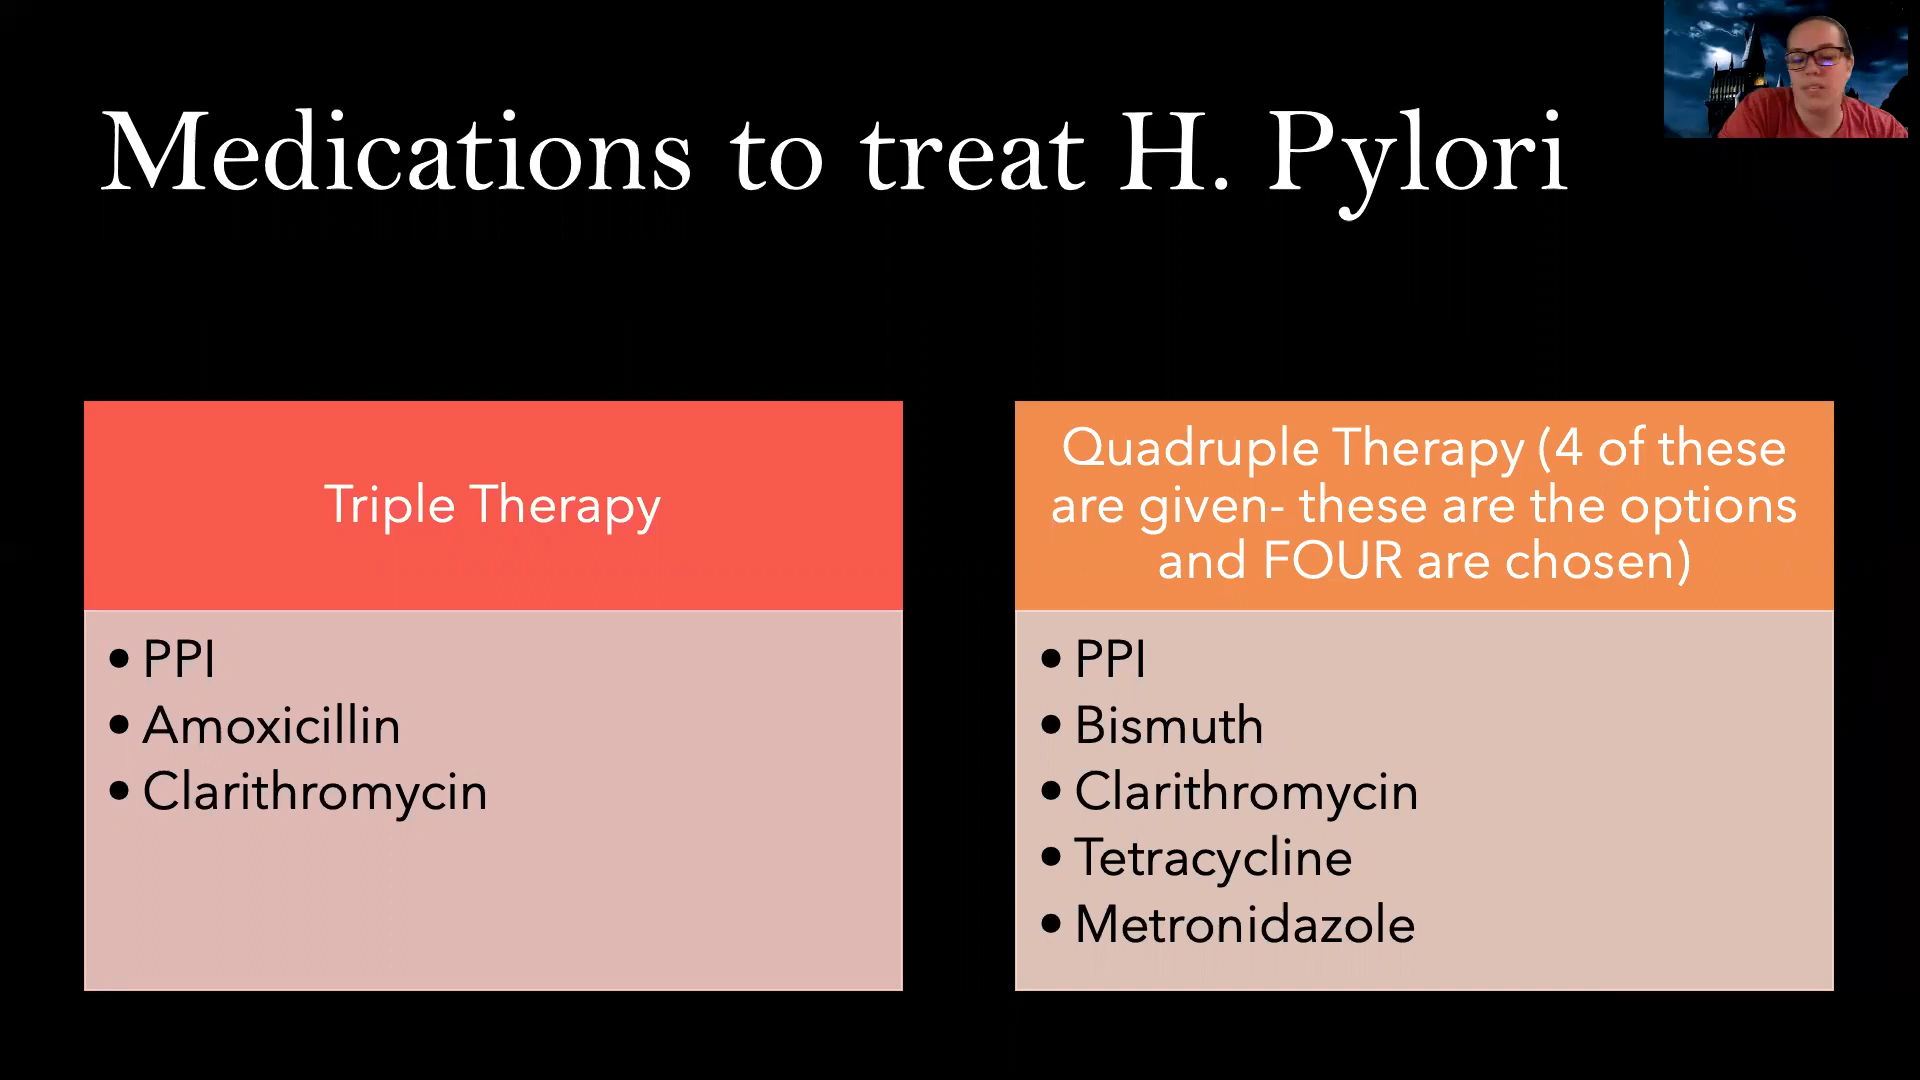 Medications to treat H. Pylori
Triple Therapy
• PPI
• Amoxicillin
• Clarithromycin
Quadruple Therapy (4 of these
are given- these are the options
and FOUR are chosen)
• PPI
• Bismuth
• Clarithromycin
• Tetracycline
• Metronidazole